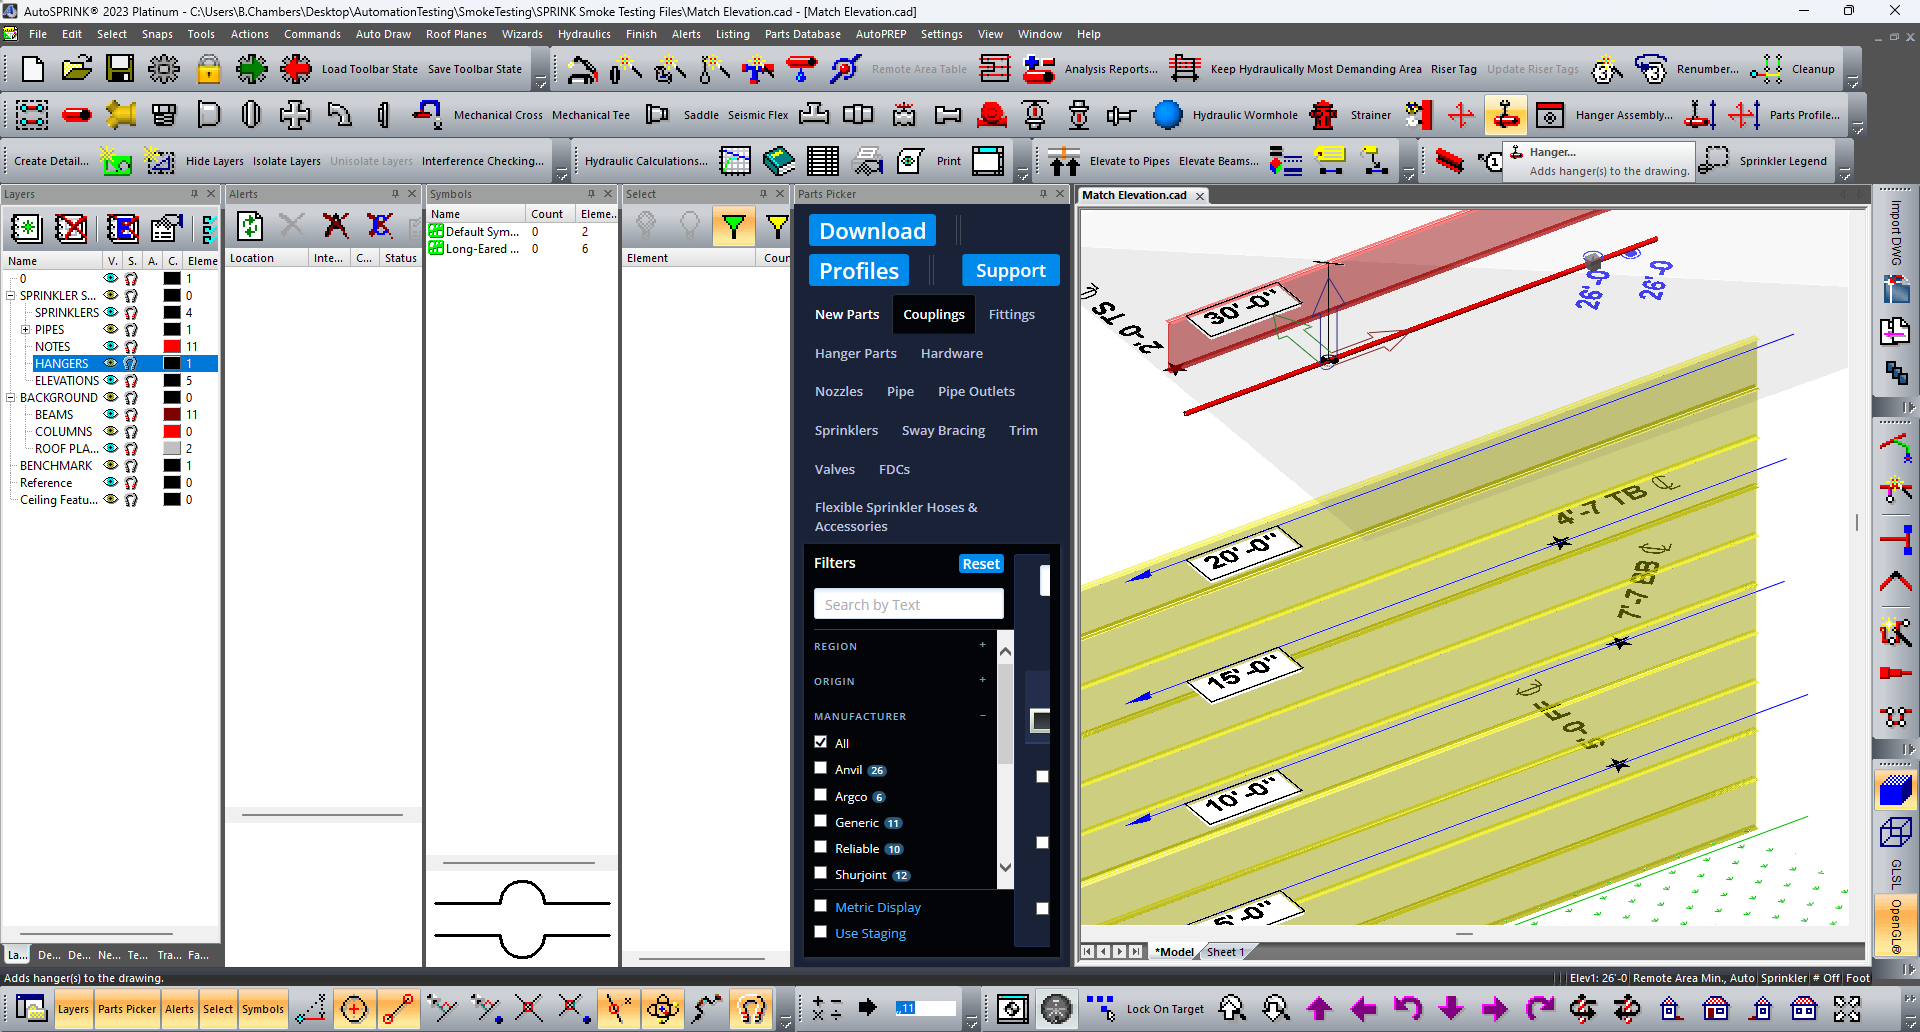 AutoSPRINK® 2023 Platinum - C:\Users\B.Chambers\Desktop\AutomationTesting\SmokeTesting\SPRINK Smoke Testing Files\Match Elevation.cad - [Match Elevation.cad]
File Edit Select Snaps Tools Actions Commands Auto Draw Roof Planes Wizards Hydraulics Finish Alerts Listing Parts Database AutoPREP Settings View Window Help
Load Toolbar State Save Toolbar State Remote Area Table Analysis Reports... Keep Hydraulically Most Demanding Area Riser Tag Update Riser Tags Renumber... Cleanup
Mechanical Cross Mechanical Tee Saddle Seismic Flex Hydraulic Wormhole Strainer Hanger Assembly... Parts Profile...
Create Detail... Hide Layers Isolate Layers Unisolate Layers Interference Checking... Hydraulic Calculations... Print Elevate to Pipes Elevate Beams... Sprinkler Legend
Hanger...
Adds hanger(s) to the drawing.
Layers
Name V. S. A. C. Eleme
0 1
SPRINKLER S... 0
SPRINKLERS 4
PIPES 1
NOTES 11
HANGERS 1
ELEVATIONS 5
BACKGROUND 0
BEAMS 11
COLUMNS 0
ROOF PLA... 2
BENCHMARK 1
Reference 0
Ceiling Featu... 0
La... De... De... Ne... Te... Tra... Fa...
Alerts
Location Inte... C... Status
Symbols
Name Count Eleme..
Default Sym... 0 2
Long-Eared ... 0 6
Select
Element Coun
Parts Picker
Download
Profiles Support
New Parts Couplings Fittings
Hanger Parts Hardware
Nozzles Pipe Pipe Outlets
Sprinklers Sway Bracing Trim
Valves FDCs
Flexible Sprinkler Hoses &
Accessories
Filters Reset
Search by Text
REGION +
ORIGIN +
MANUFACTURER −
All
Anvil 26
Argco 6
Generic 11
Reliable 10
Shurjoint 12
Metric Display
Use Staging
Match Elevation.cad
30'-0"
2'-0 TS
26'-0
26'-0
20'-0"
4'-7 TB
7'-7 BB
15'-0"
5'-0 FF
10'-0"
5'-0"
*Model Sheet 1
Import DWG
GLSL
OpenGL®
Adds hanger(s) to the drawing.
Elev1: 26'-0 Remote Area Min., Auto Sprinkler # Off Foot
Layers Parts Picker Alerts Select Symbols Lock On Target